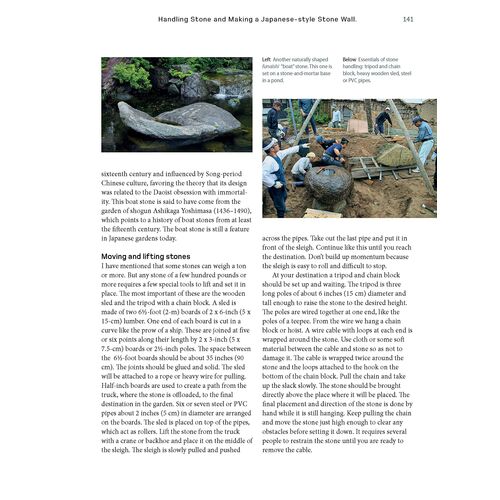 Handling Stone and Making a Japanese-style Stone Wall. 141
Left Another naturally shaped
funaishi "boat" stone. This one is
set on a stone-and-mortar base
in a pond.
Below Essentials of stone
handling: tripod and chain
block, heavy wooden sled, steel
or PVC pipes.
sixteenth century and influenced by Song-period
Chinese culture, favoring the theory that its design
was related to the Daoist obsession with immortal-
ity. This boat stone is said to have come from the
garden of shogun Ashikaga Yoshimasa (1436–1490),
which points to a history of boat stones from at least
the fifteenth century. The boat stone is still a feature
in Japanese gardens today.
Moving and lifting stones
I have mentioned that some stones can weigh a ton
or more. But any stone of a few hundred pounds or
more requires a few special tools to lift and set it in
place. The most important of these are the wooden
sled and the tripod with a chain block. A sled is
made of two 6½-foot (2-m) boards of 2 x 6-inch (5 x
15-cm) lumber. One end of each board is cut in a
curve like the prow of a ship. These are joined at five
or six points along their length by 2 x 3-inch (5 x
7.5-cm) boards or 2½-inch poles. The space between
the 6½-foot boards should be about 35 inches (90
cm). The joints should be glued and solid. The sled
will be attached to a rope or heavy wire for pulling.
Half-inch boards are used to create a path from the
truck, where the stone is offloaded, to the final
destination in the garden. Six or seven steel or PVC
pipes about 2 inches (5 cm) in diameter are arranged
on the boards. The sled is placed on top of the pipes,
which act as rollers. Lift the stone from the truck
with a crane or backhoe and place it on the middle of
the sleigh. The sleigh is slowly pulled and pushed
across the pipes. Take out the last pipe and put it in
front of the sleigh. Continue like this until you reach
the destination. Don't build up momentum because
the sleigh is easy to roll and difficult to stop.
At your destination a tripod and chain block
should be set up and waiting. The tripod is three
long poles of about 6 inches (15 cm) diameter and
tall enough to raise the stone to the desired height.
The poles are wired together at one end, like the
poles of a teepee. From the wire we hang a chain
block or hoist. A wire cable with loops at each end is
wrapped around the stone. Use cloth or some soft
material between the cable and stone so as not to
damage it. The cable is wrapped twice around the
stone and the loops attached to the hook on the
bottom of the chain block. Pull the chain and take
up the slack slowly. The stone should be brought
directly above the place where it will be placed. The
final placement and direction of the stone is done by
hand while it is still hanging. Keep pulling the chain
and move the stone just high enough to clear any
obstacles before setting it down. It requires several
people to restrain the stone until you are ready to
remove the cable.